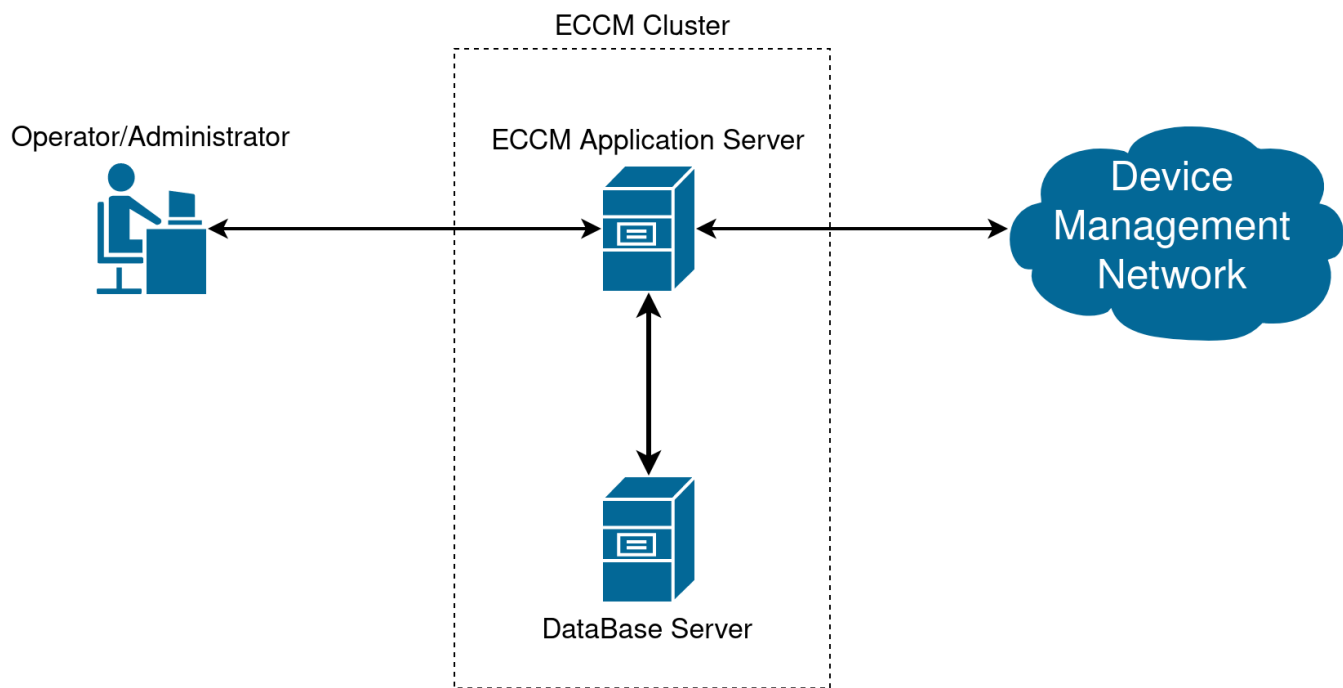 ECCM Cluster
Operator/Administrator
ECCM Application Server
Device
Management
Network
DataBase Server